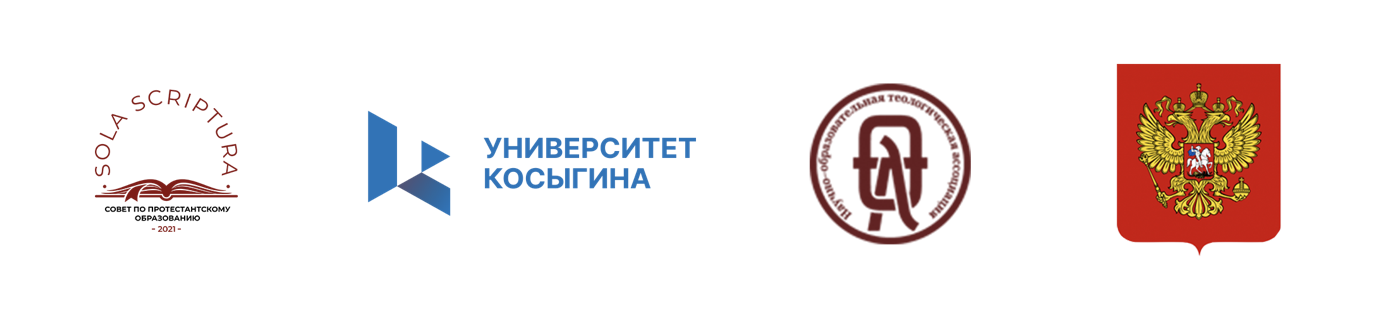 SOLA SCRIPTURA
СОВЕТ ПО ПРОТЕСТАНТСКОМУ
ОБРАЗОВАНИЮ
- 2021 -
УНИВЕРСИТЕТ
КОСЫГИНА
Научно-образовательная теологическая ассоциация